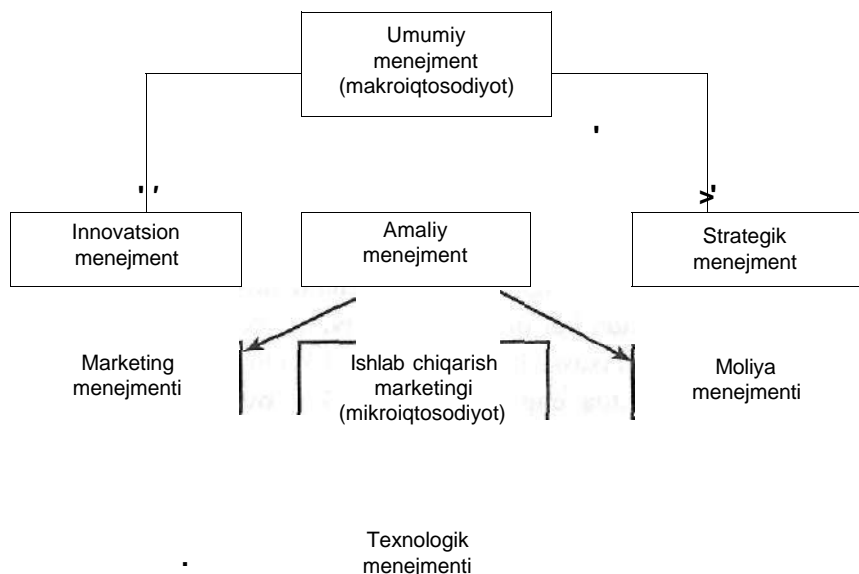 Umumiy
menejment
(makroiqtosodiyot)
Innovatsion
menejment
Amaliy
menejment
Strategik
menejment
Marketing
menejmenti
Ishlab chiqarish
marketingi
(mikroiqtosodiyot)
Moliya
menejmenti
Texnologik
menejmenti